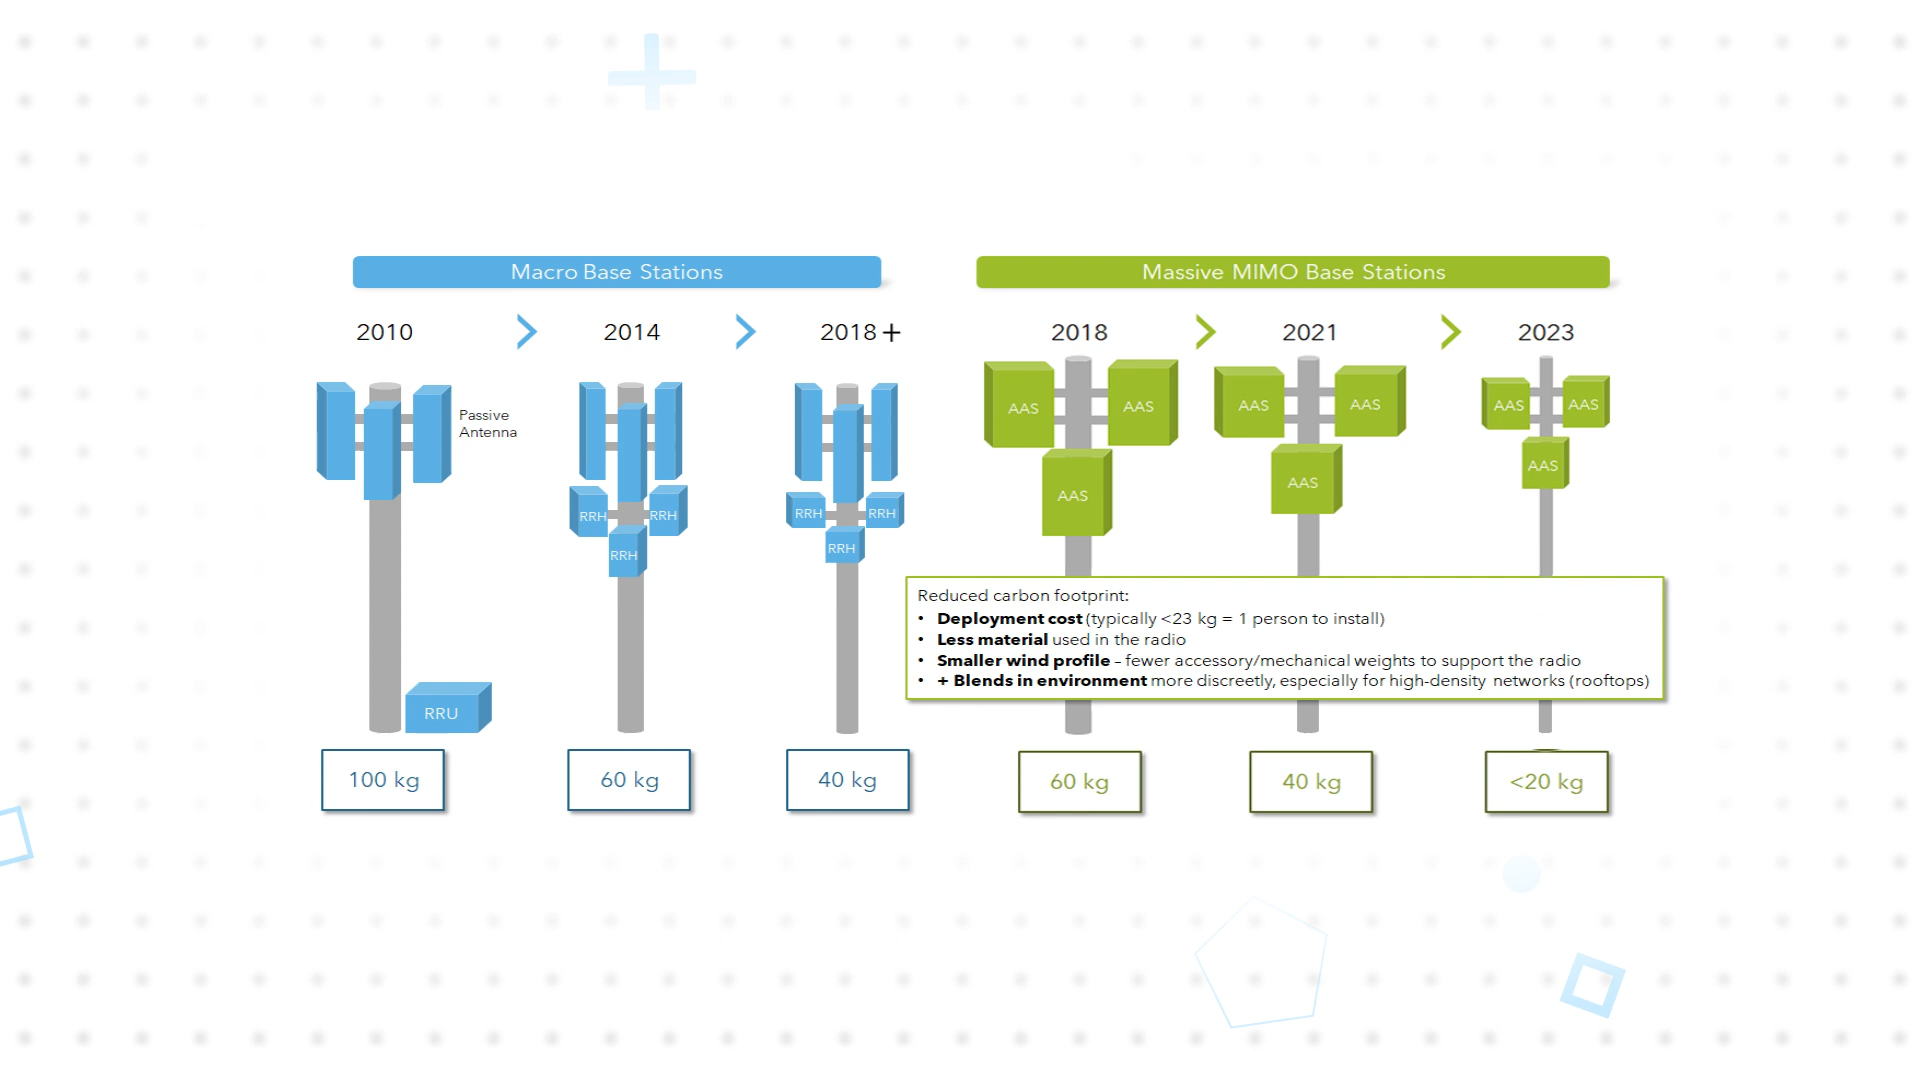 Macro Base Stations
Massive MIMO Base Stations
2010
2014
2018+
2018
2021
2023
Passive
Antenna
AAS
AAS
AAS
AAS
AAS
AAS
AAS
AAS
AAS
RRH
RRH
RRH
RRH
RRH
RRH
Reduced carbon footprint:
• Deployment cost (typically <23 kg = 1 person to install)
• Less material used in the radio
• Smaller wind profile – fewer accessory/mechanical weights to support the radio
• + Blends in environment more discreetly, especially for high-density networks (rooftops)
RRU
100 kg
60 kg
40 kg
60 kg
40 kg
<20 kg